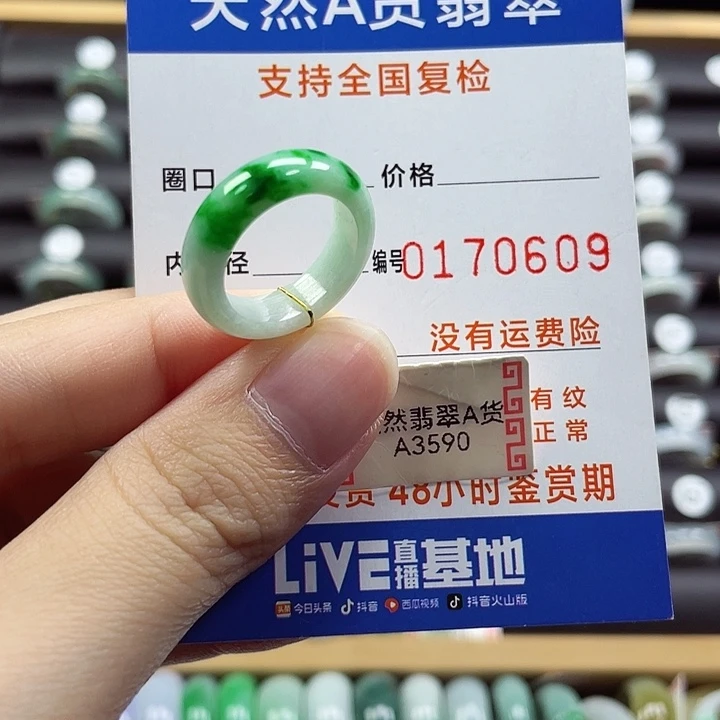 天然A货翡翠
支持全国复检
圈口 价格
内 径 编号0170609
没有运费险
有纹
正常
然翡翠A货
A3590
48小时鉴赏期
LiVE直播基地
头条 今日头条 抖音 西瓜视频 抖音火山版